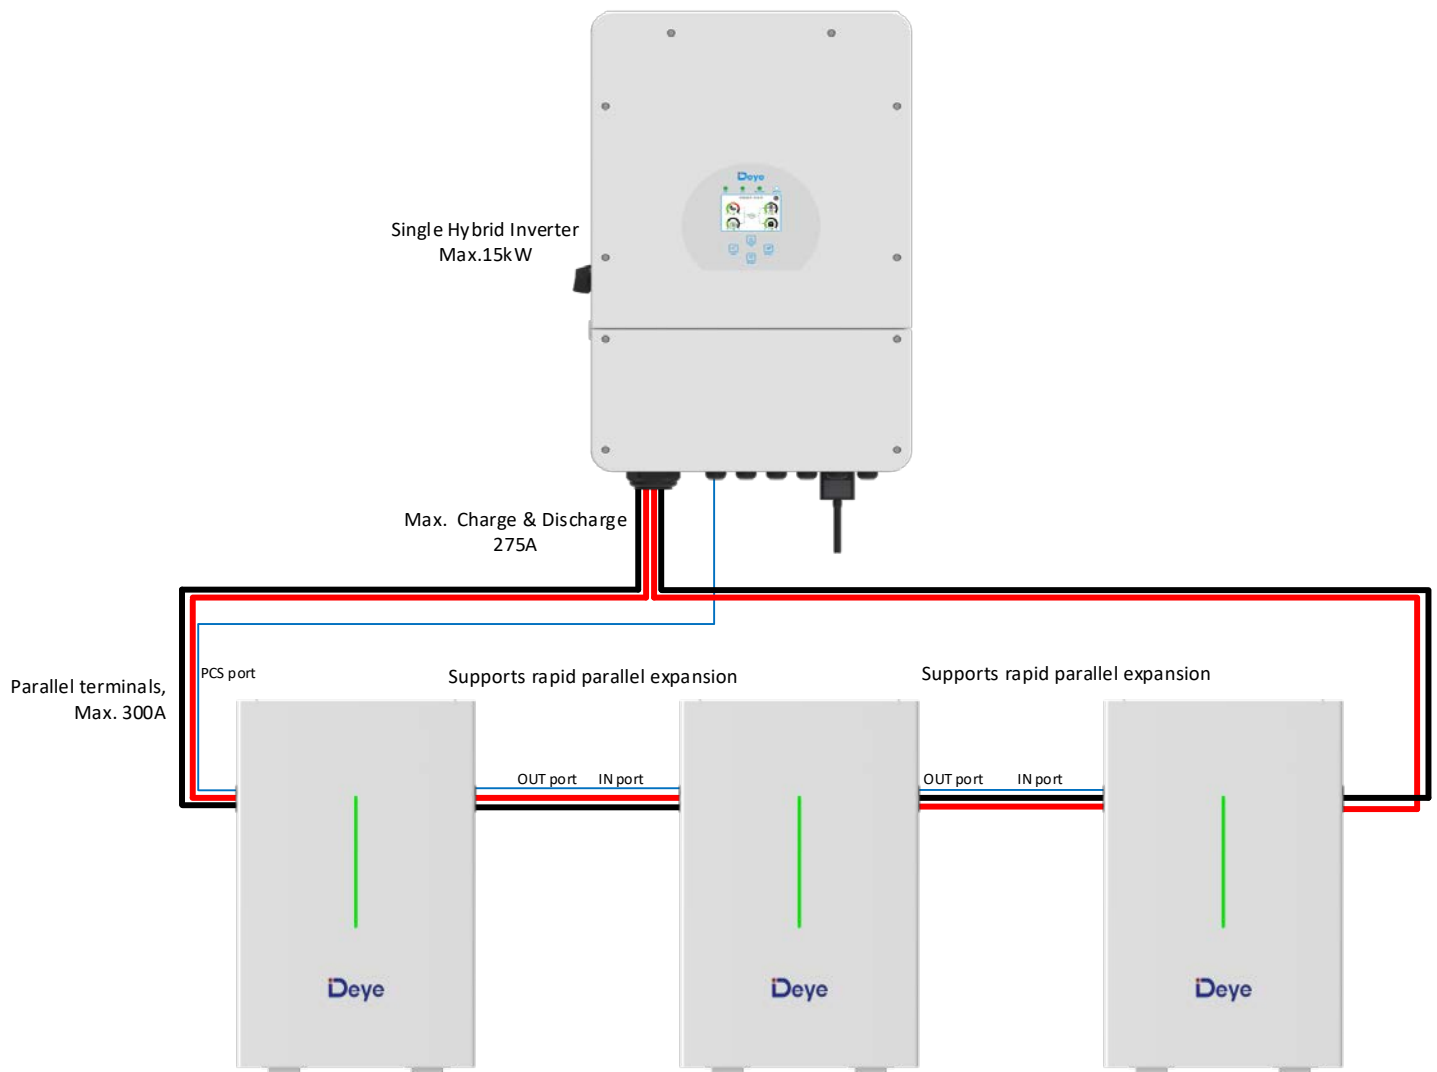 Deye
Single Hybrid Inverter
Max.15kW
Max. Charge & Discharge
275A
PCS port
Parallel terminals,
Max. 300A
Supports rapid parallel expansion
Supports rapid parallel expansion
OUT port IN port
OUT port IN port
Deye
Deye
Deye